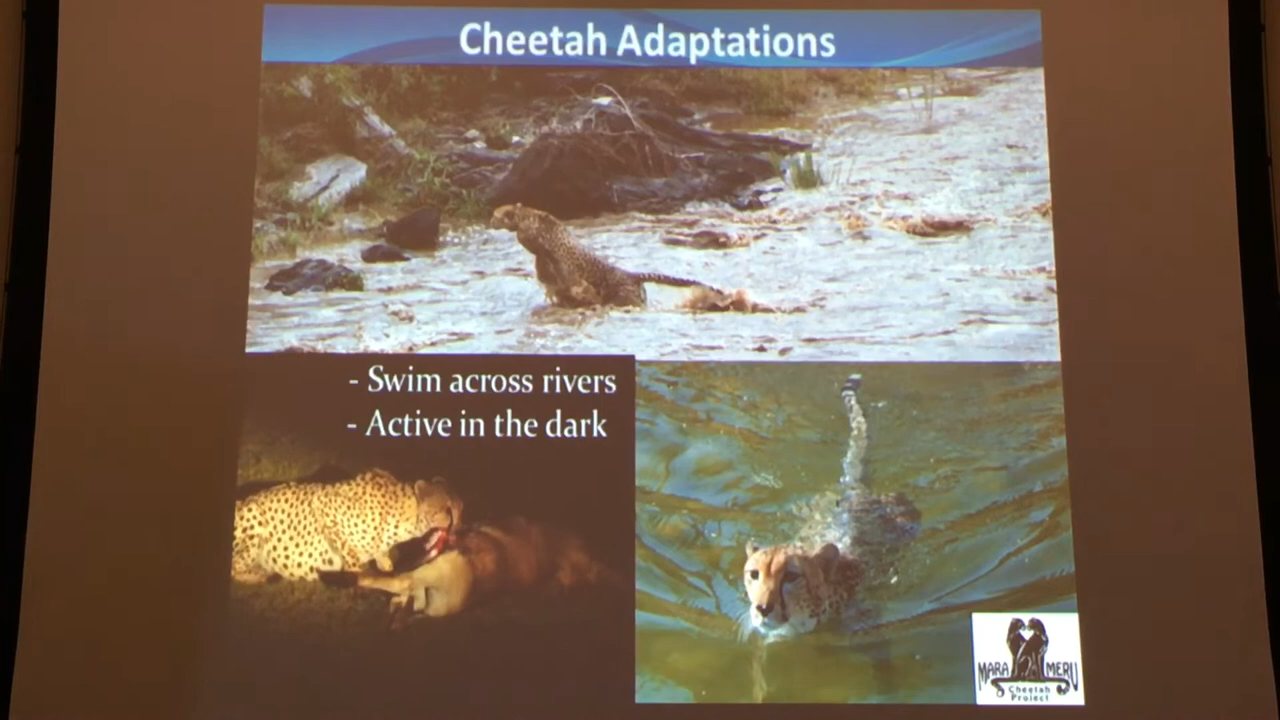 Cheetah Adaptations
- Swim across rivers
- Active in the dark
MARA MERU
Cheetah
Project